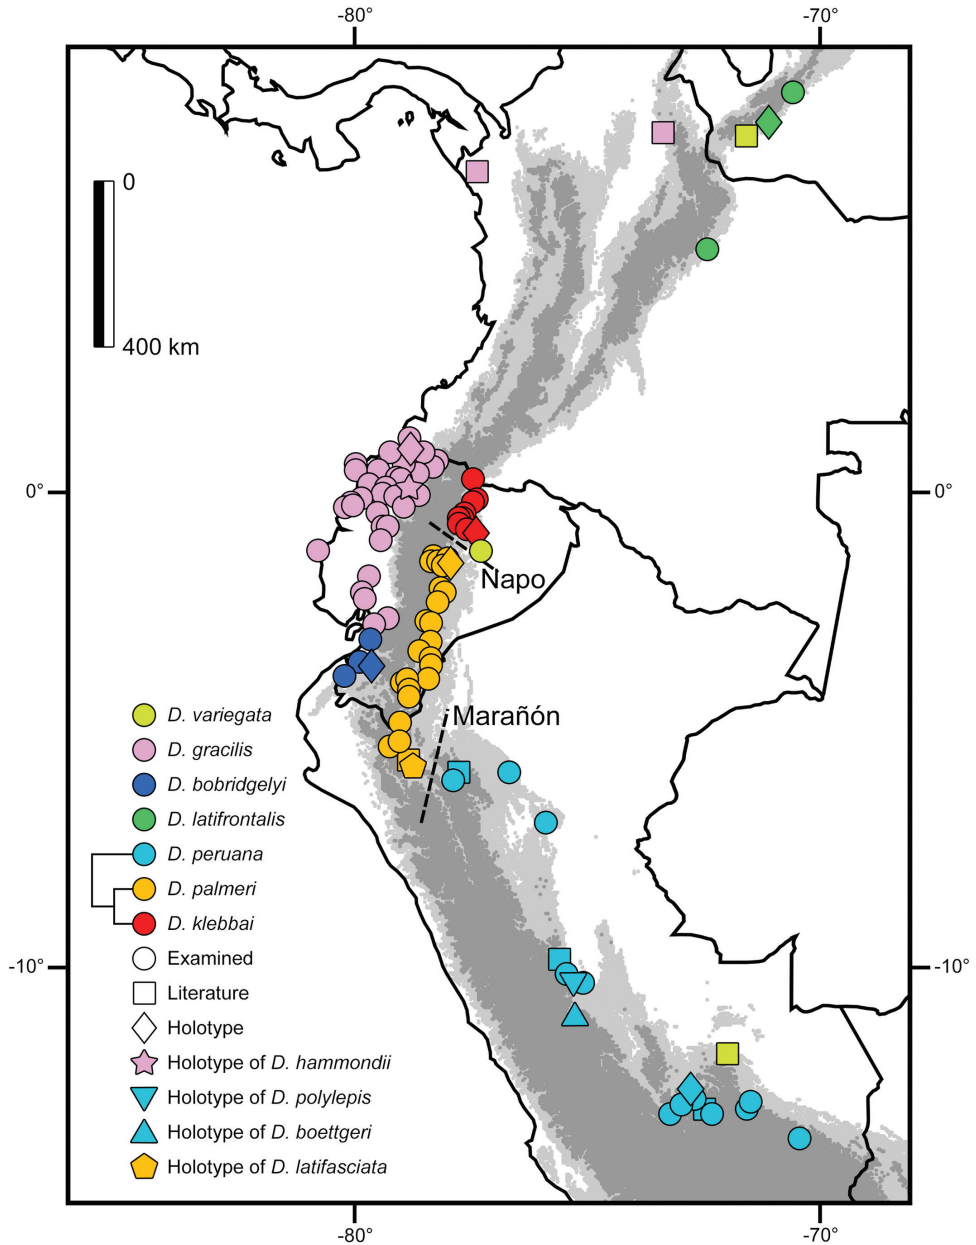 -80°
-70°
0
400 km
0°
0°
Napo
Marañón
D. variegata
D. gracilis
D. bobridgelyi
D. latifrontalis
D. peruana
D. palmeri
D. klebbai
Examined
-10°
-10°
Literature
Holotype
Holotype of D. hammondii
Holotype of D. polylepis
Holotype of D. boettgeri
Holotype of D. latifasciata
-80°
-70°